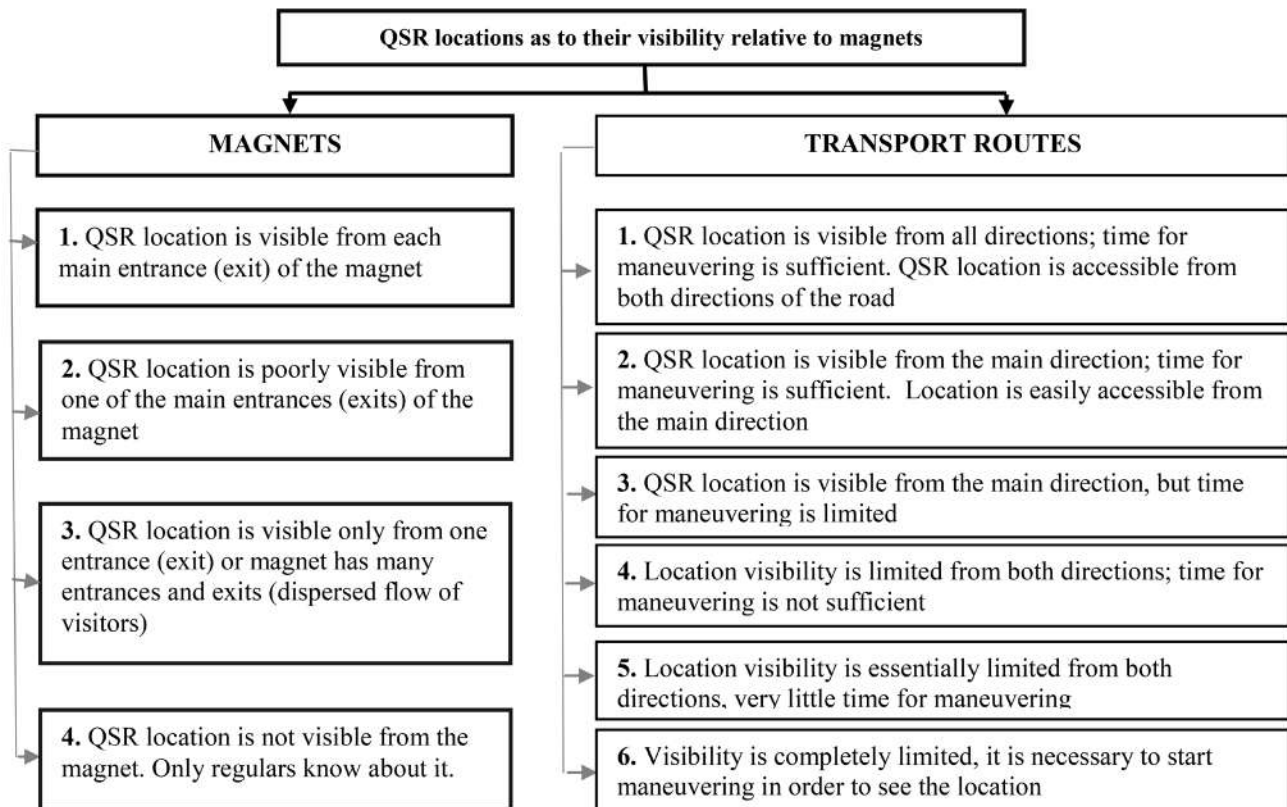 QSR locations as to their visibility relative to magnets
MAGNETS
1. QSR location is visible from each
main entrance (exit) of the magnet
2. QSR location is poorly visible from
one of the main entrances (exits) of the
magnet
3. QSR location is visible only from one
entrance (exit) or magnet has many
entrances and exits (dispersed flow of
visitors)
4. QSR location is not visible from the
magnet. Only regulars know about it.
TRANSPORT ROUTES
1. QSR location is visible from all directions; time for
maneuvering is sufficient. QSR location is accessible from
both directions of the road
2. QSR location is visible from the main direction; time for
maneuvering is sufficient. Location is easily accessible from
the main direction
3. QSR location is visible from the main direction, but time
for maneuvering is limited
4. Location visibility is limited from both directions; time for
maneuvering is not sufficient
5. Location visibility is essentially limited from both
directions, very little time for maneuvering
6. Visibility is completely limited, it is necessary to start
maneuvering in order to see the location